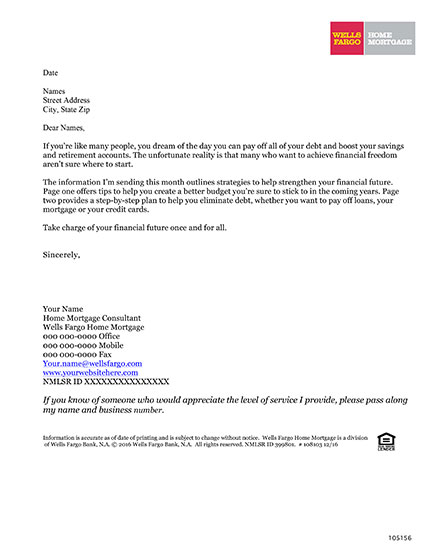 WELLS FARGO
HOME MORTGAGE
Date
Names
Street Address
City, State Zip
Dear Names,
If you're like many people, you dream of the day you can pay off all of your debt and boost your savings
and retirement accounts. The unfortunate reality is that many who want to achieve financial freedom
aren't sure where to start.
The information I'm sending this month outlines strategies to help strengthen your financial future.
Page one offers tips to help you create a better budget you're sure to stick to in the coming years. Page
two provides a step-by-step plan to help you eliminate debt, whether you want to pay off loans, your
mortgage or your credit cards.
Take charge of your financial future once and for all.
Sincerely,
Your Name
Home Mortgage Consultant
Wells Fargo Home Mortgage
000 000-0000 Office
000 000-0000 Mobile
000 000-0000 Fax
Your.name@wellsfargo.com
www.yourwebsitehere.com
NMLSR ID XXXXXXXXXXXXXXX
If you know of someone who would appreciate the level of service I provide, please pass along
my name and business number.
Information is accurate as of date of printing and is subject to change without notice. Wells Fargo Home Mortgage is a division
of Wells Fargo Bank, N.A. © 2016 Wells Fargo Bank, N.A. All rights reserved. NMLSR ID 399801. # 108103 12/16
EQUAL HOUSING
LENDER
105156